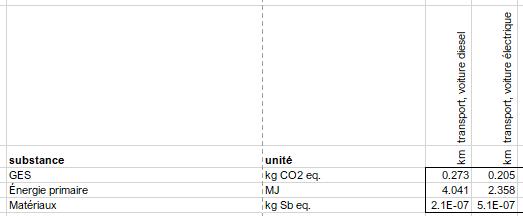 km transport, voiture diesel
km transport, voiture électrique
substance unité
GES kg CO2 eq. 0.273 0.205
Énergie primaire MJ 4.041 2.358
Matériaux kg Sb eq. 2.1E-07 5.1E-07